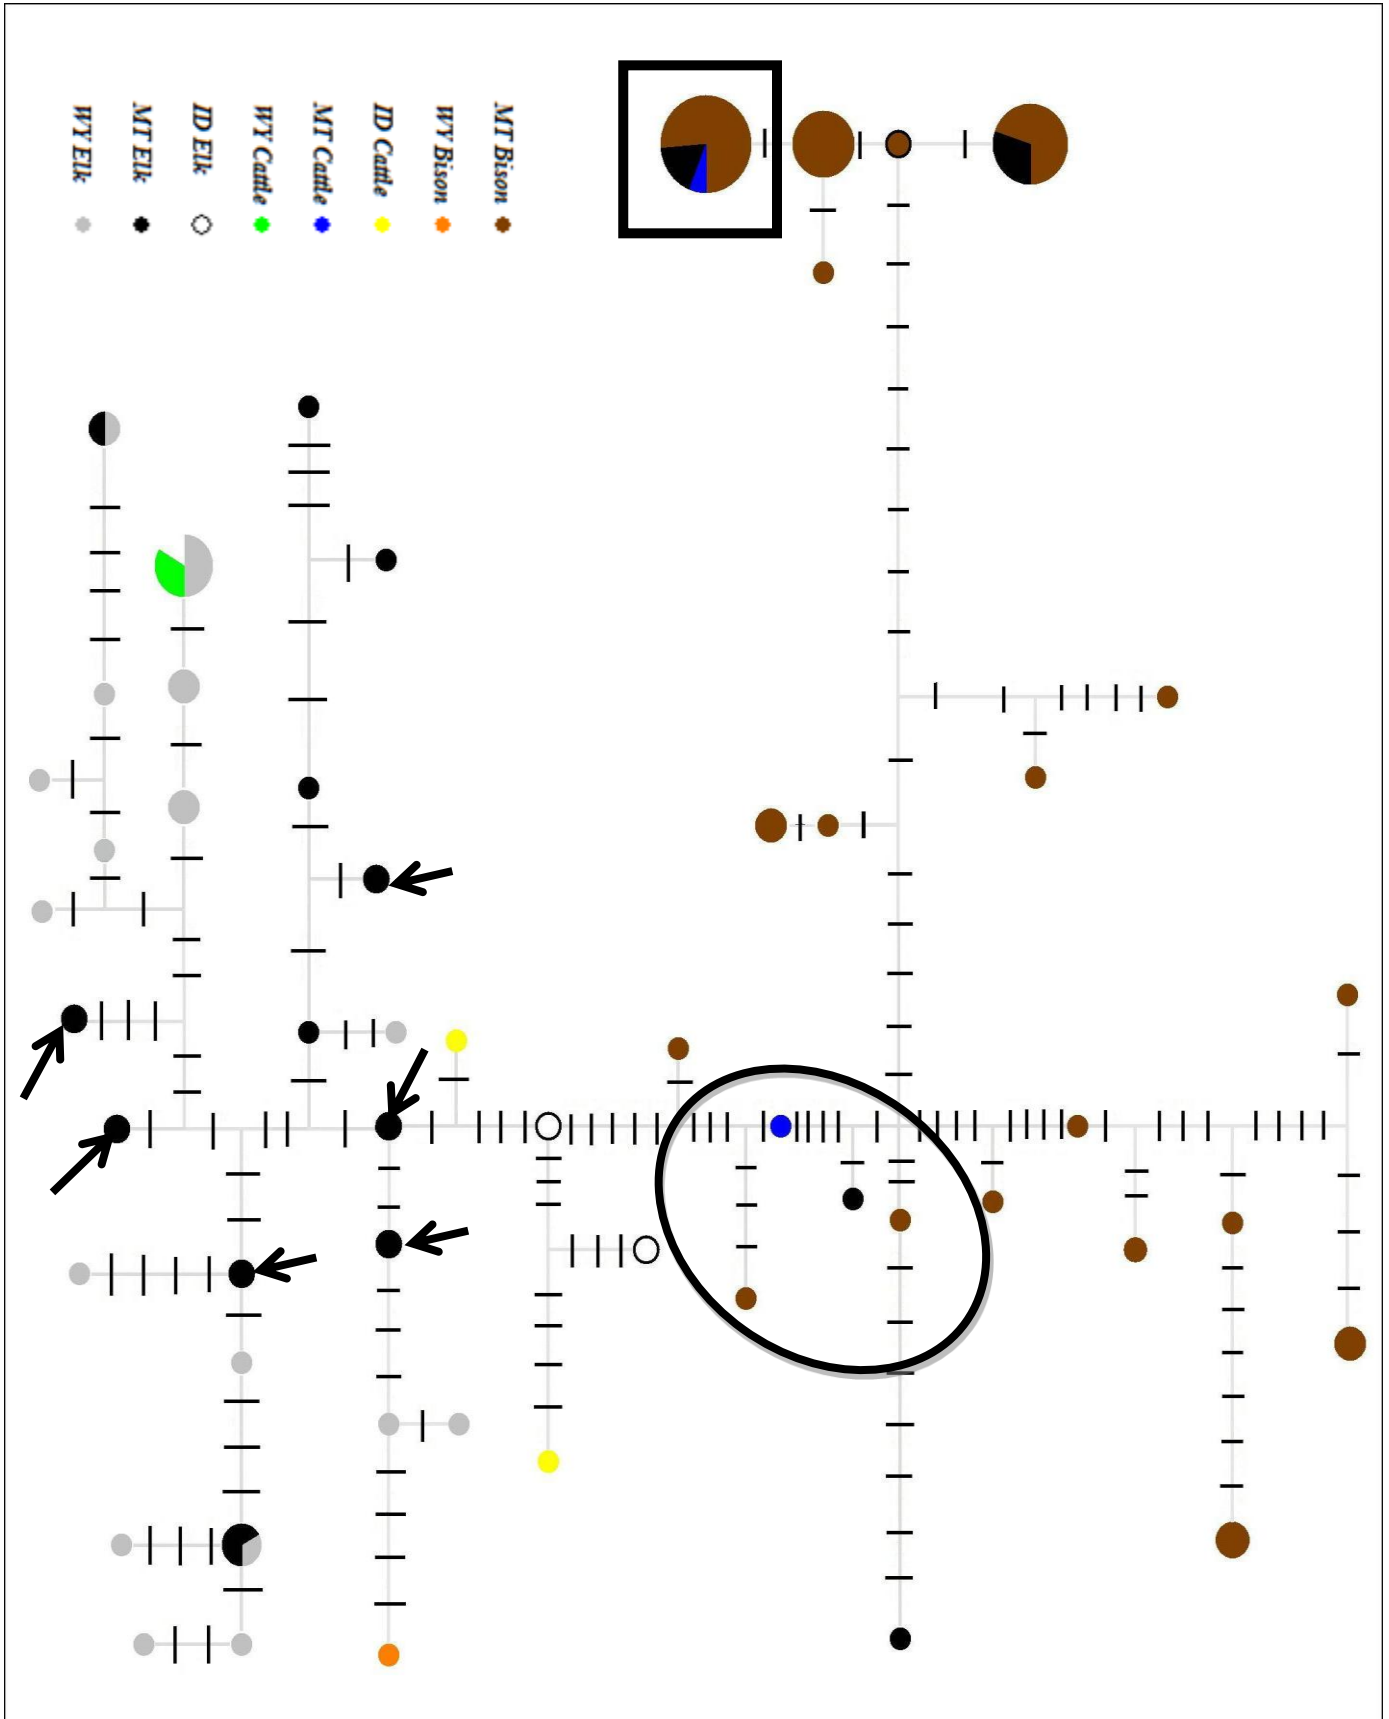 MT Bison
WY Bison
ID Cattle
MT Cattle
WY Cattle
ID Elk
MT Elk
WY Elk